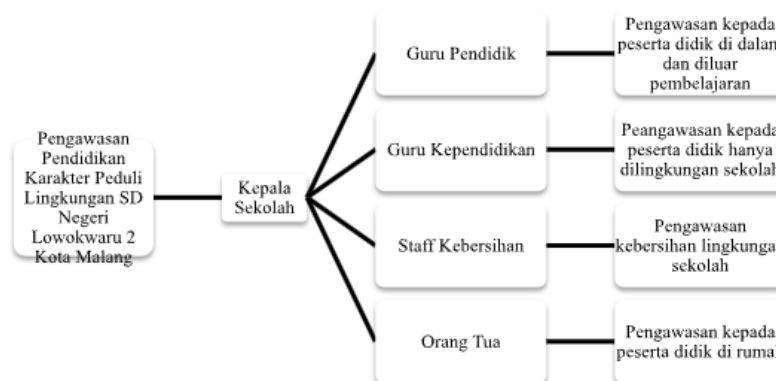 Pengawasan
Pendidikan
Karakter Peduli
Lingkungan SD
Negeri
Lowokwaru 2
Kota Malang
Kepala
Sekolah
Guru Pendidik
Pengawasan kepada
peserta didik di dalam
dan diluar
pembelajaran
Guru Kependidikan
Peangawasan kepada
peserta didik hanya
dilingkungan sekolah
Staff Kebersihan
Pengawasan
kebersihan lingkungan
sekolah
Orang Tua
Pengawasan kepada
peserta didik di rumah